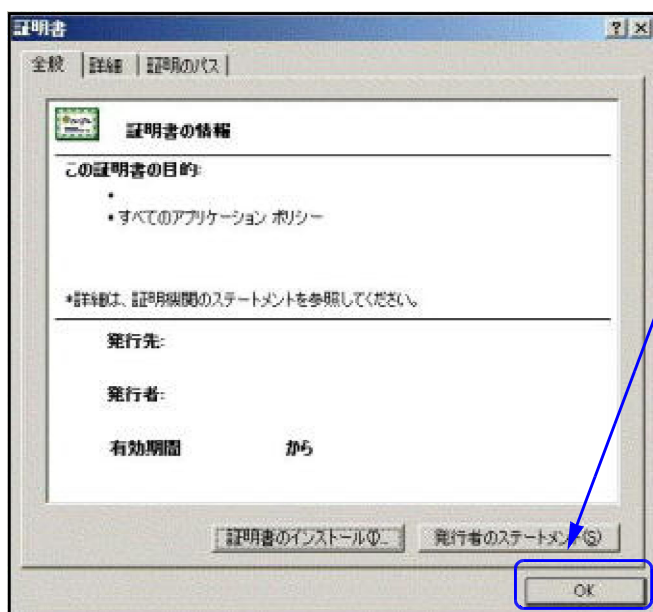 証明書
全般 詳細 証明のパス
証明書の情報
この証明書の目的:
•
• すべてのアプリケーション ポリシー
*詳細は、証明機関のステートメントを参照してください。
発行先:
発行者:
有効期間 から
証明書のインストール(I)... 発行者のステートメント(S)
OK